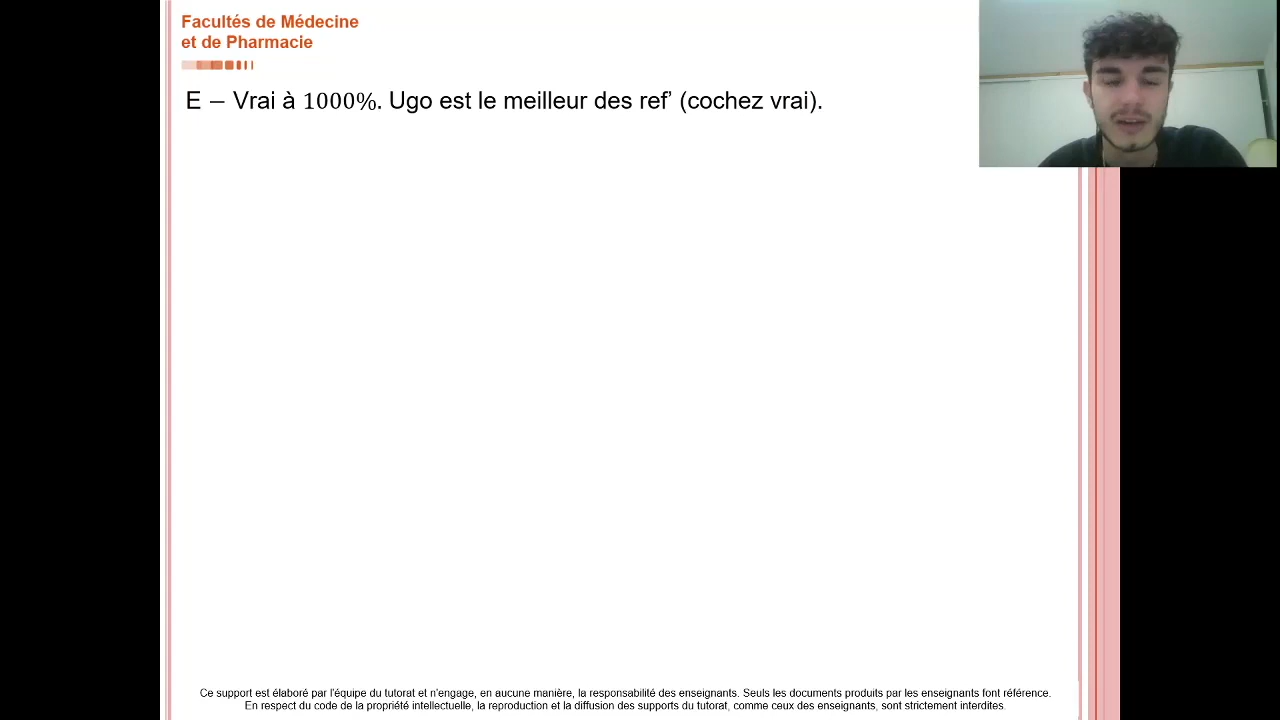 Facultés de Médecine
et de Pharmacie
E – Vrai à 1000%. Ugo est le meilleur des ref’ (cochez vrai).
Ce support est élaboré par l’équipe du tutorat et n’engage, en aucune manière, la responsabilité des enseignants. Seuls les documents produits par les enseignants font référence.
En respect du code de la propriété intellectuelle, la reproduction et la diffusion des supports du tutorat, comme ceux des enseignants, sont strictement interdites.